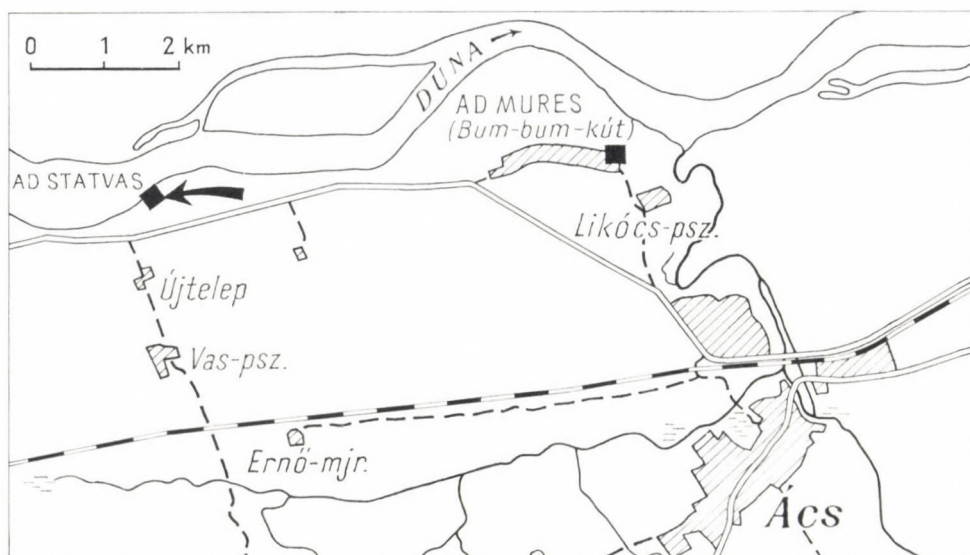 0 1 2 km
DUNA
AD MURES
(Bum-bum-kút)
AD STATVAS
Likócs-psz.
Újtelep
Vas-psz.
Ernő-mjr.
Ács